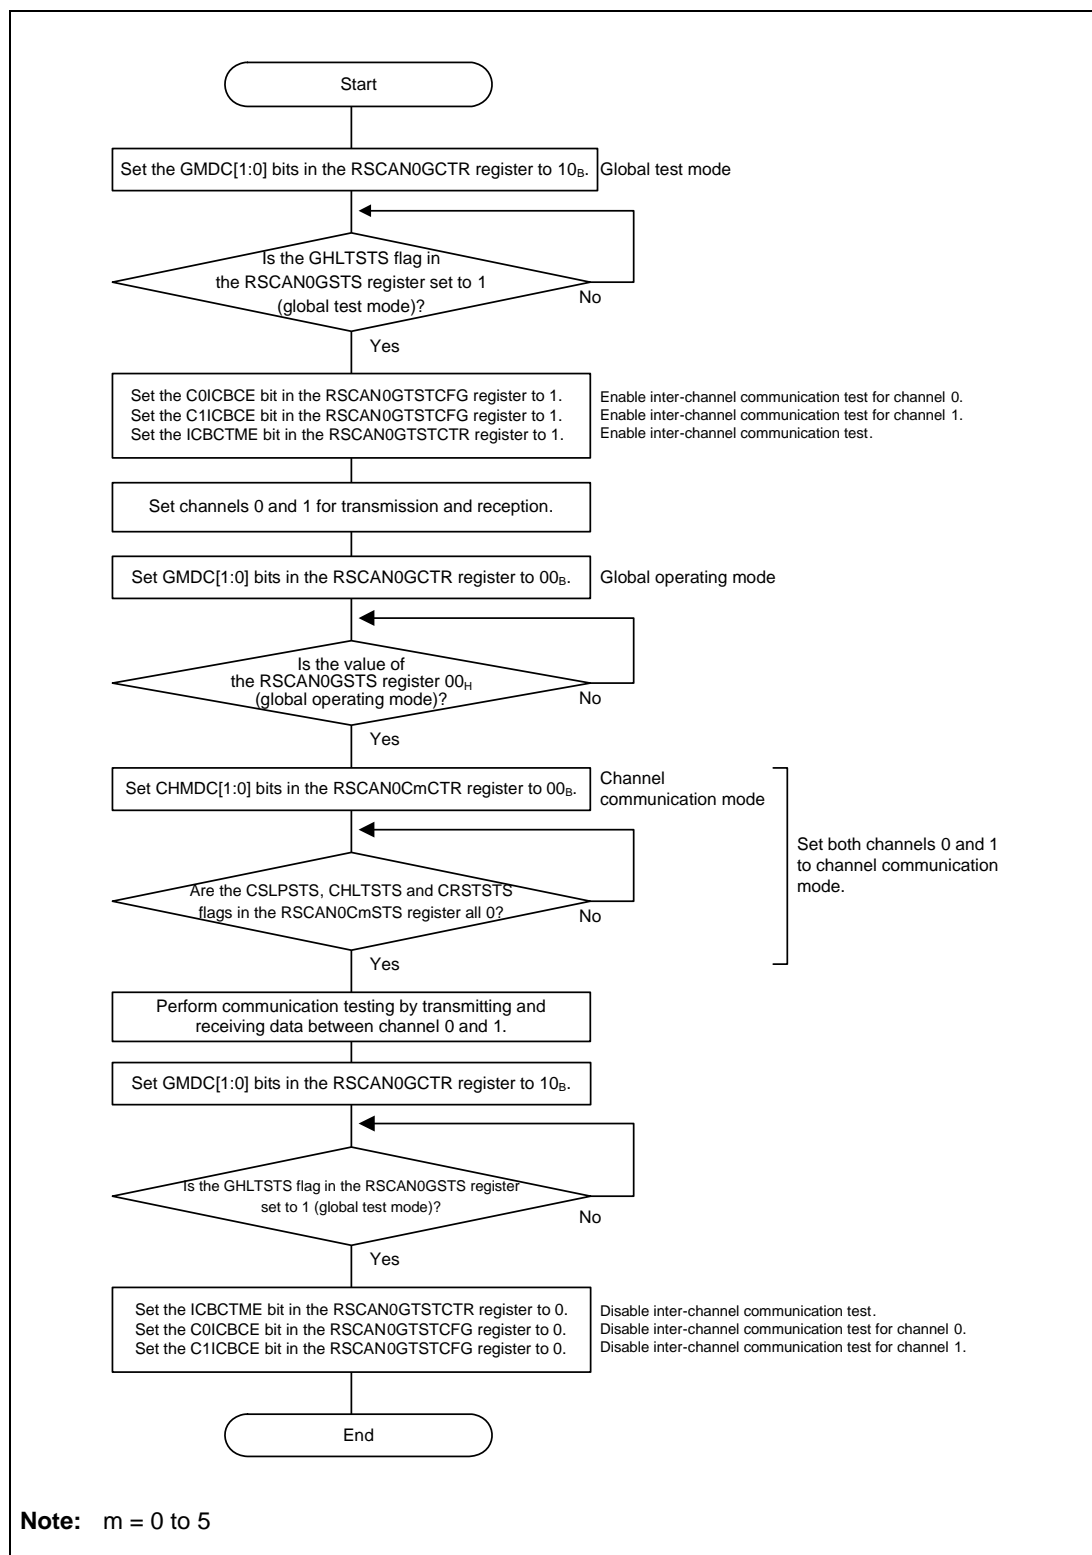 Start
Set the GMDC[1:0] bits in the RSCAN0GCTR register to 10B.
Global test mode
Is the GHLTSTS flag in
the RSCAN0GSTS register set to 1
(global test mode)?
No
Yes
Set the C0ICBCE bit in the RSCAN0GTSTCFG register to 1.
Set the C1ICBCE bit in the RSCAN0GTSTCFG register to 1.
Set the ICBCTME bit in the RSCAN0GTSTCTR register to 1.
Enable inter-channel communication test for channel 0.
Enable inter-channel communication test for channel 1.
Enable inter-channel communication test.
Set channels 0 and 1 for transmission and reception.
Set GMDC[1:0] bits in the RSCAN0GCTR register to 00B.
Global operating mode
Is the value of
the RSCAN0GSTS register 00H
(global operating mode)?
No
Yes
Set CHMDC[1:0] bits in the RSCAN0CmCTR register to 00B.
Channel
communication mode
Are the CSLPSTS, CHLTSTS and CRSTSTS
flags in the RSCAN0CmSTS register all 0?
No
Yes
Set both channels 0 and 1
to channel communication
mode.
Perform communication testing by transmitting and
receiving data between channel 0 and 1.
Set GMDC[1:0] bits in the RSCAN0GCTR register to 10B.
Is the GHLTSTS flag in the RSCAN0GSTS register
set to 1 (global test mode)?
No
Yes
Set the ICBCTME bit in the RSCAN0GTSTCTR register to 0.
Set the C0ICBCE bit in the RSCAN0GTSTCFG register to 0.
Set the C1ICBCE bit in the RSCAN0GTSTCFG register to 0.
Disable inter-channel communication test.
Disable inter-channel communication test for channel 0.
Disable inter-channel communication test for channel 1.
End
Note: m = 0 to 5